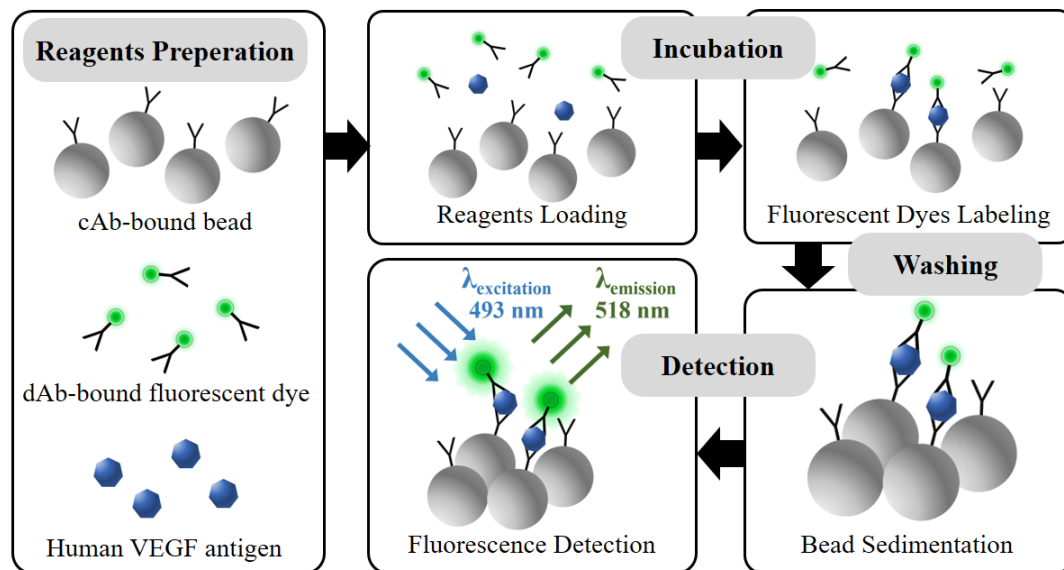 Reagents Preparation
cAb-bound bead
dAb-bound fluorescent dye
Human VEGF antigen
Reagents Loading
Incubation
Fluorescent Dyes Labeling
Washing
Bead Sedimentation
Detection
λexcitation
493 nm
λemission
518 nm
Fluorescence Detection